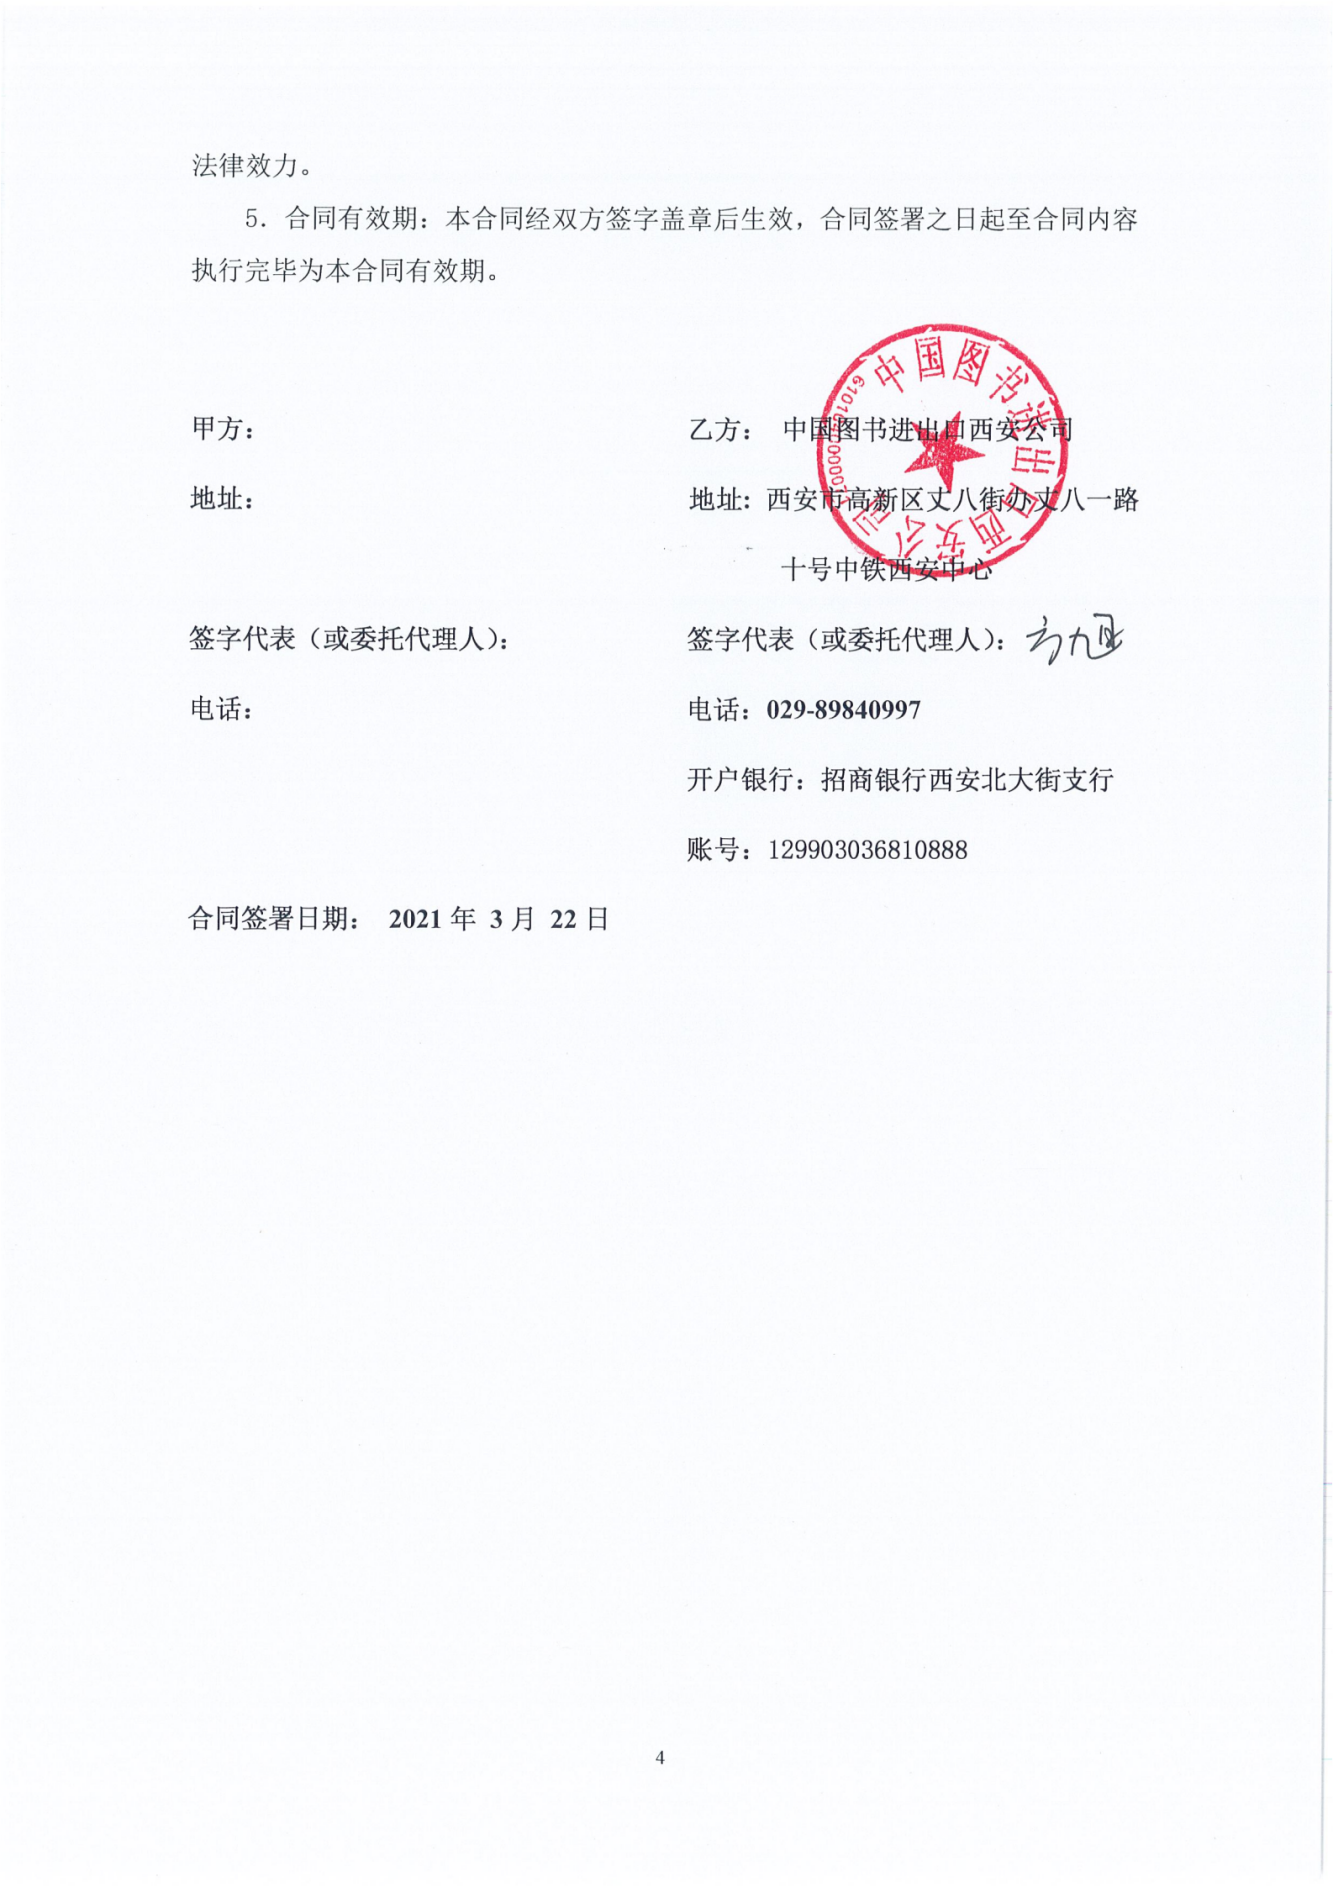 法律效力。
5. 合同有效期：本合同经双方签字盖章后生效，合同签署之日起至合同内容
执行完毕为本合同有效期。
中国图书进出口西安公司
甲方：
乙方： 中国图书进出口西安公司
地址：
地址：西安市高新区丈八街办丈八一路
十号中铁西安中心
签字代表（或委托代理人）：
签字代表（或委托代理人）：
电话：
电话：029-89840997
开户银行：招商银行西安北大街支行
账号：129903036810888
合同签署日期： 2021 年 3 月 22 日
4